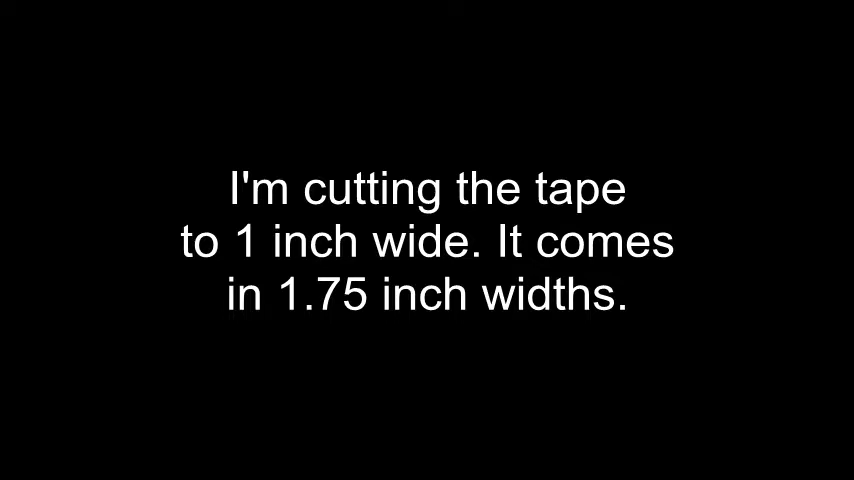 I'm cutting the tape
to 1 inch wide. It comes
in 1.75 inch widths.